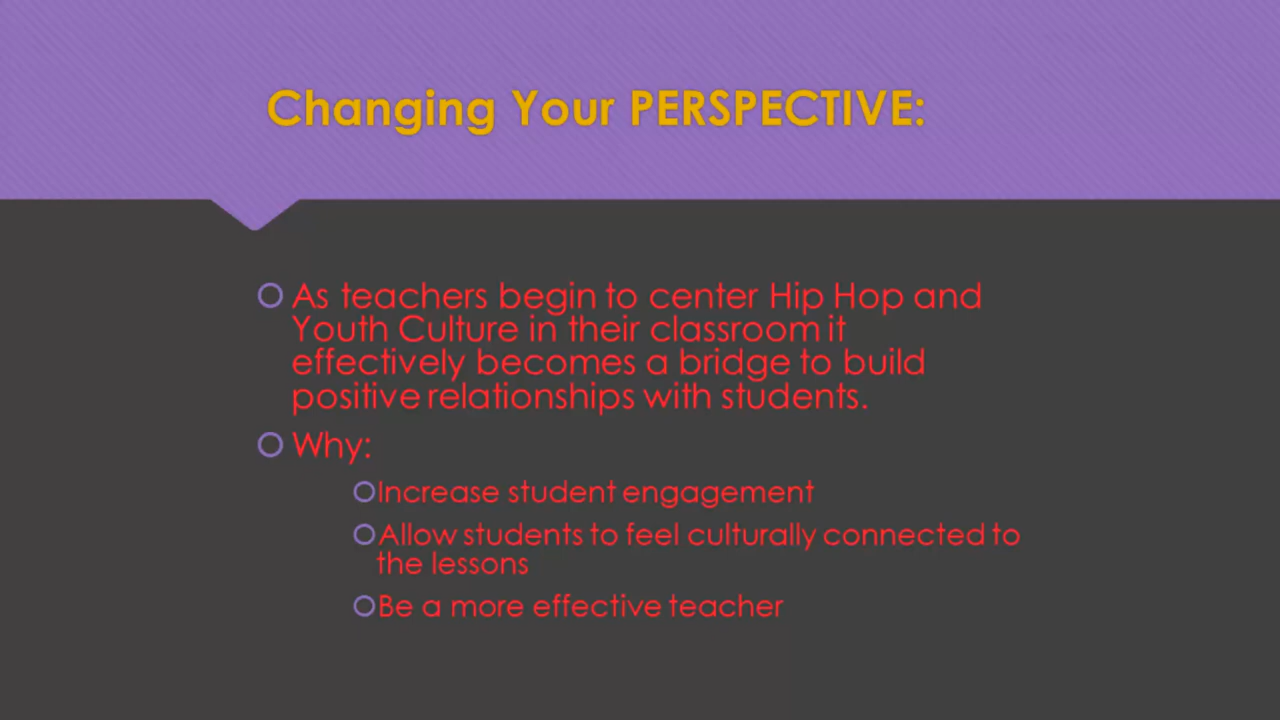 Changing Your PERSPECTIVE:
As teachers begin to center Hip Hop and
Youth Culture in their classroom it
effectively becomes a bridge to build
positive relationships with students.
Why:
Increase student engagement
Allow students to feel culturally connected to
the lessons
Be a more effective teacher